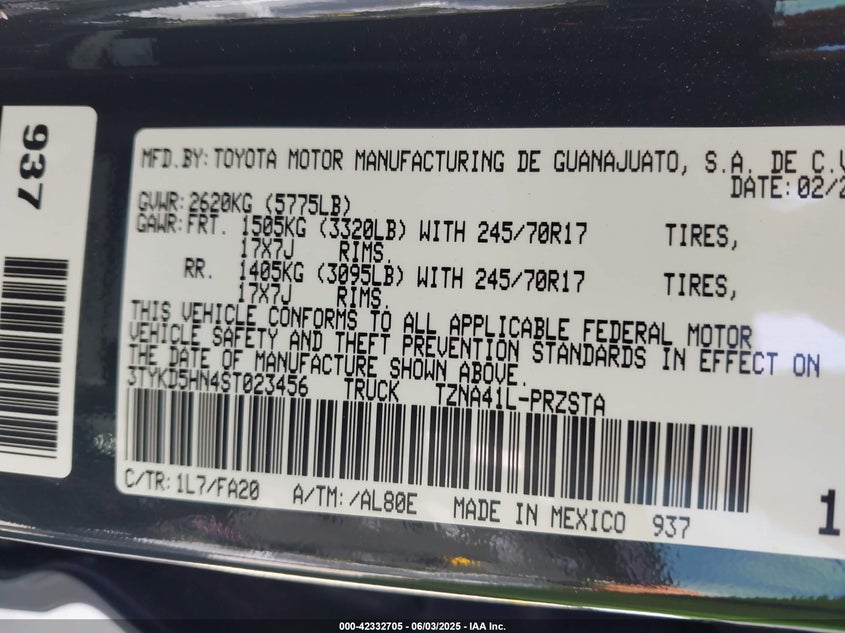 937
MFD.BY: TOYOTA MOTOR MANUFACTURING DE GUANAJUATO, S.A. DE C.V
DATE: 02/2
GVWR: 2620KG (5775LB)
GAWR: FRT. 1505KG (3320LB) WITH 245/70R17 TIRES,
17X7J RIMS.
RR. 1405KG (3095LB) WITH 245/70R17 TIRES,
17X7J RIMS.
THIS VEHICLE CONFORMS TO ALL APPLICABLE FEDERAL MOTOR
VEHICLE SAFETY AND THEFT PREVENTION STANDARDS IN EFFECT ON
THE DATE OF MANUFACTURE SHOWN ABOVE.
3TYKD5HN4ST023456 TRUCK TZNA41L-PRZSTA
C/TR: 1L7/FA20 A/TM: /AL80E MADE IN MEXICO 937
1
000-42332705 - 06/03/2025 - IAA Inc.